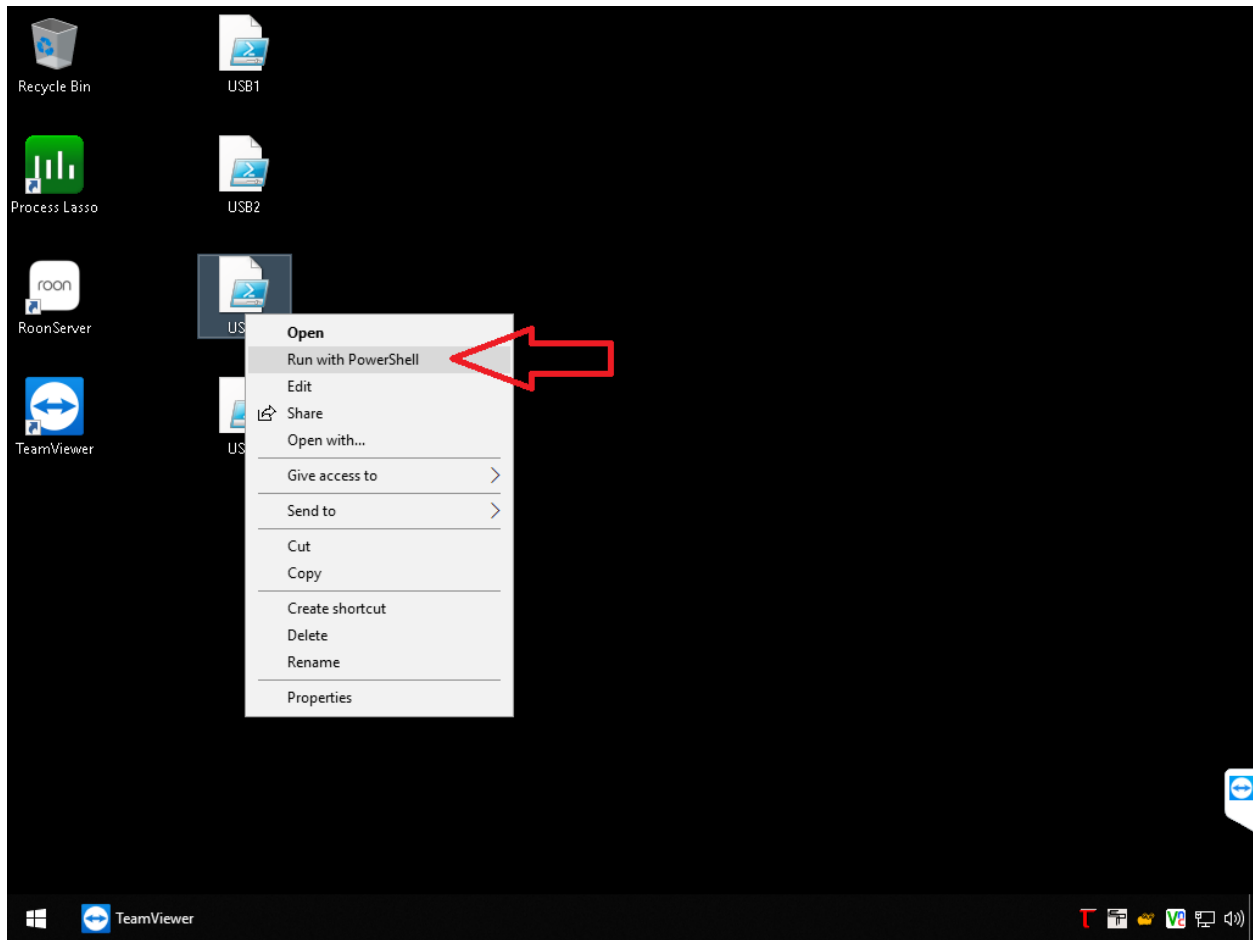 Recycle Bin
USB1
Process Lasso
USB2
roon
RoonServer
US
TeamViewer
US
Open
Run with PowerShell
Edit
Share
Open with...
Give access to
Send to
Cut
Copy
Create shortcut
Delete
Rename
Properties
TeamViewer
T
V2